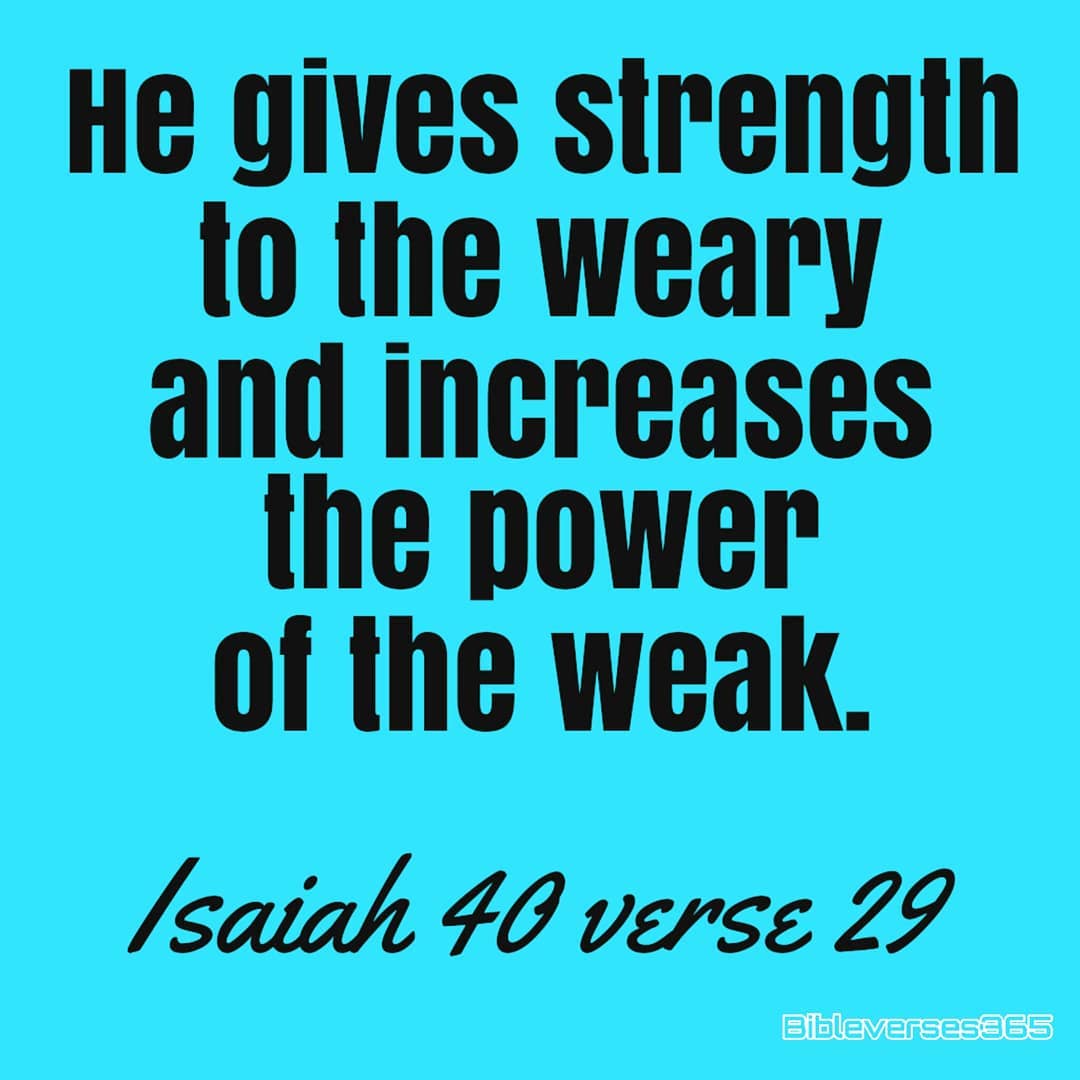 He gives strength
to the weary
and increases
the power
of the weak.
Isaiah 40 verse 29
Bibleverses365